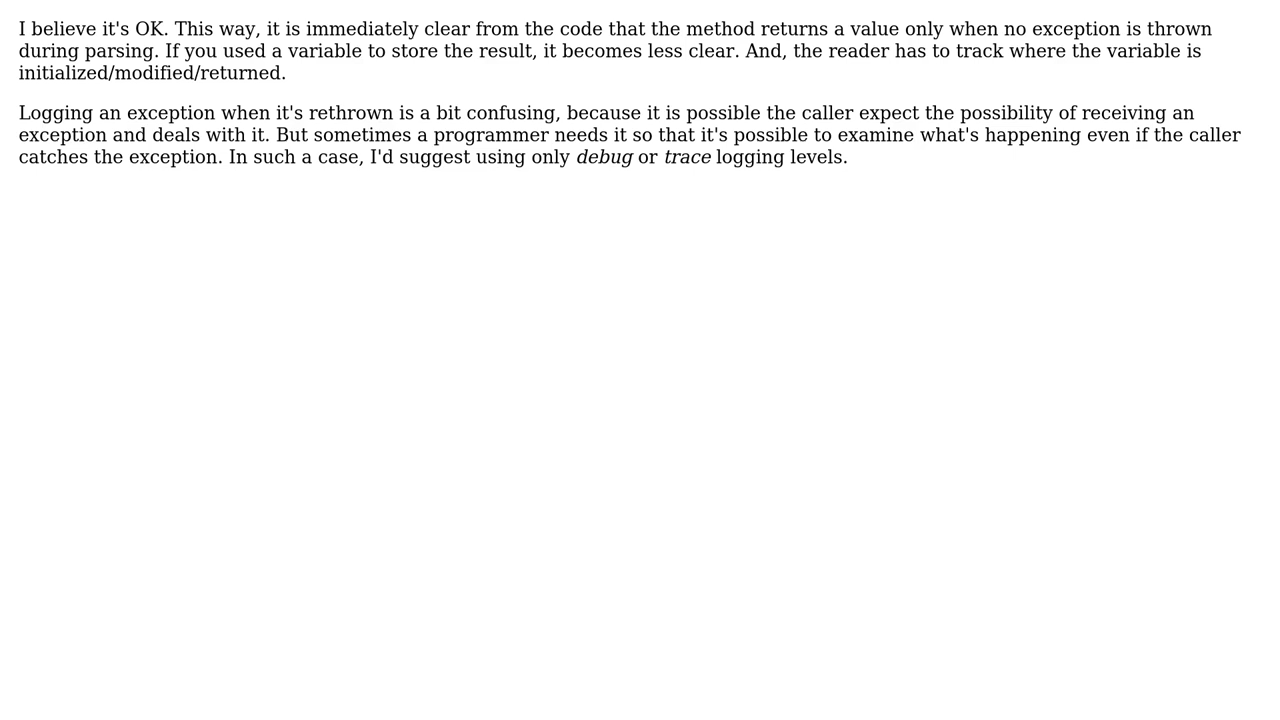 I believe it's OK. This way, it is immediately clear from the code that the method returns a value only when no exception is thrown
during parsing. If you used a variable to store the result, it becomes less clear. And, the reader has to track where the variable is
initialized/modified/returned.
Logging an exception when it's rethrown is a bit confusing, because it is possible the caller expect the possibility of receiving an
exception and deals with it. But sometimes a programmer needs it so that it's possible to examine what's happening even if the caller
catches the exception. In such a case, I'd suggest using only debug or trace logging levels.